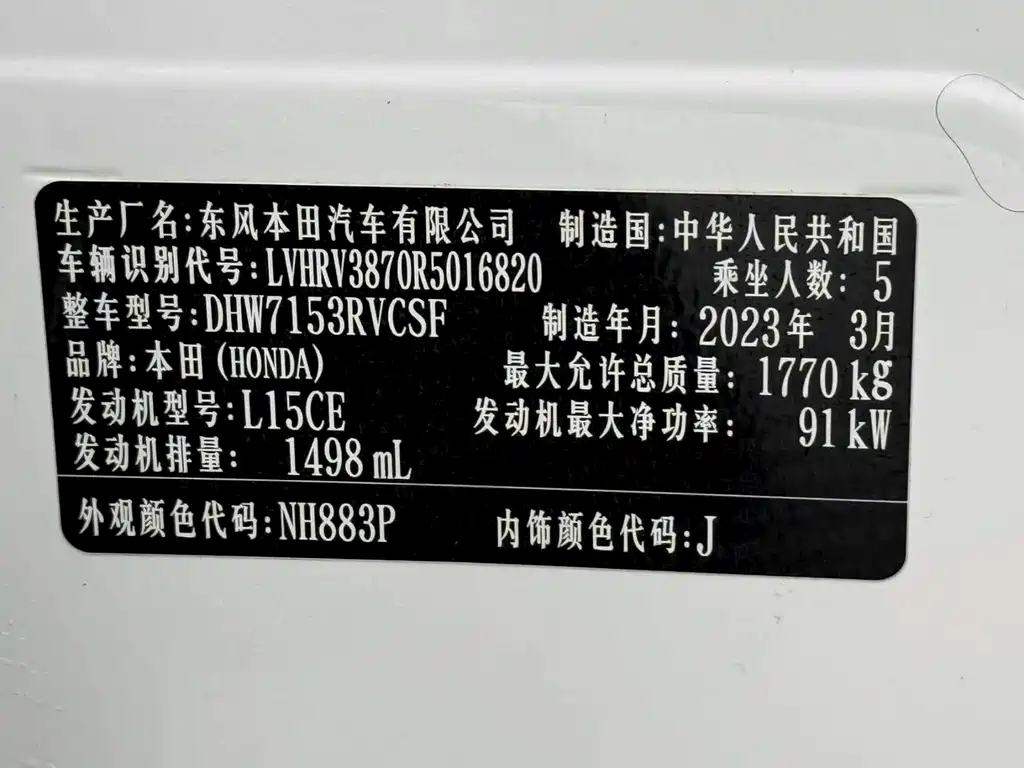 生产厂名:东风本田汽车有限公司 制造国:中华人民共和国
车辆识别代号:LVHRV3870R5016820 乘坐人数: 5
整车型号:DHW7153RVCSF 制造年月: 2023年 3月
品牌:本田(HONDA) 最大允许总质量: 1770 kg
发动机型号:L15CE 发动机最大净功率: 91 kW
发动机排量: 1498 mL
外观颜色代码:NH883P 内饰颜色代码:J